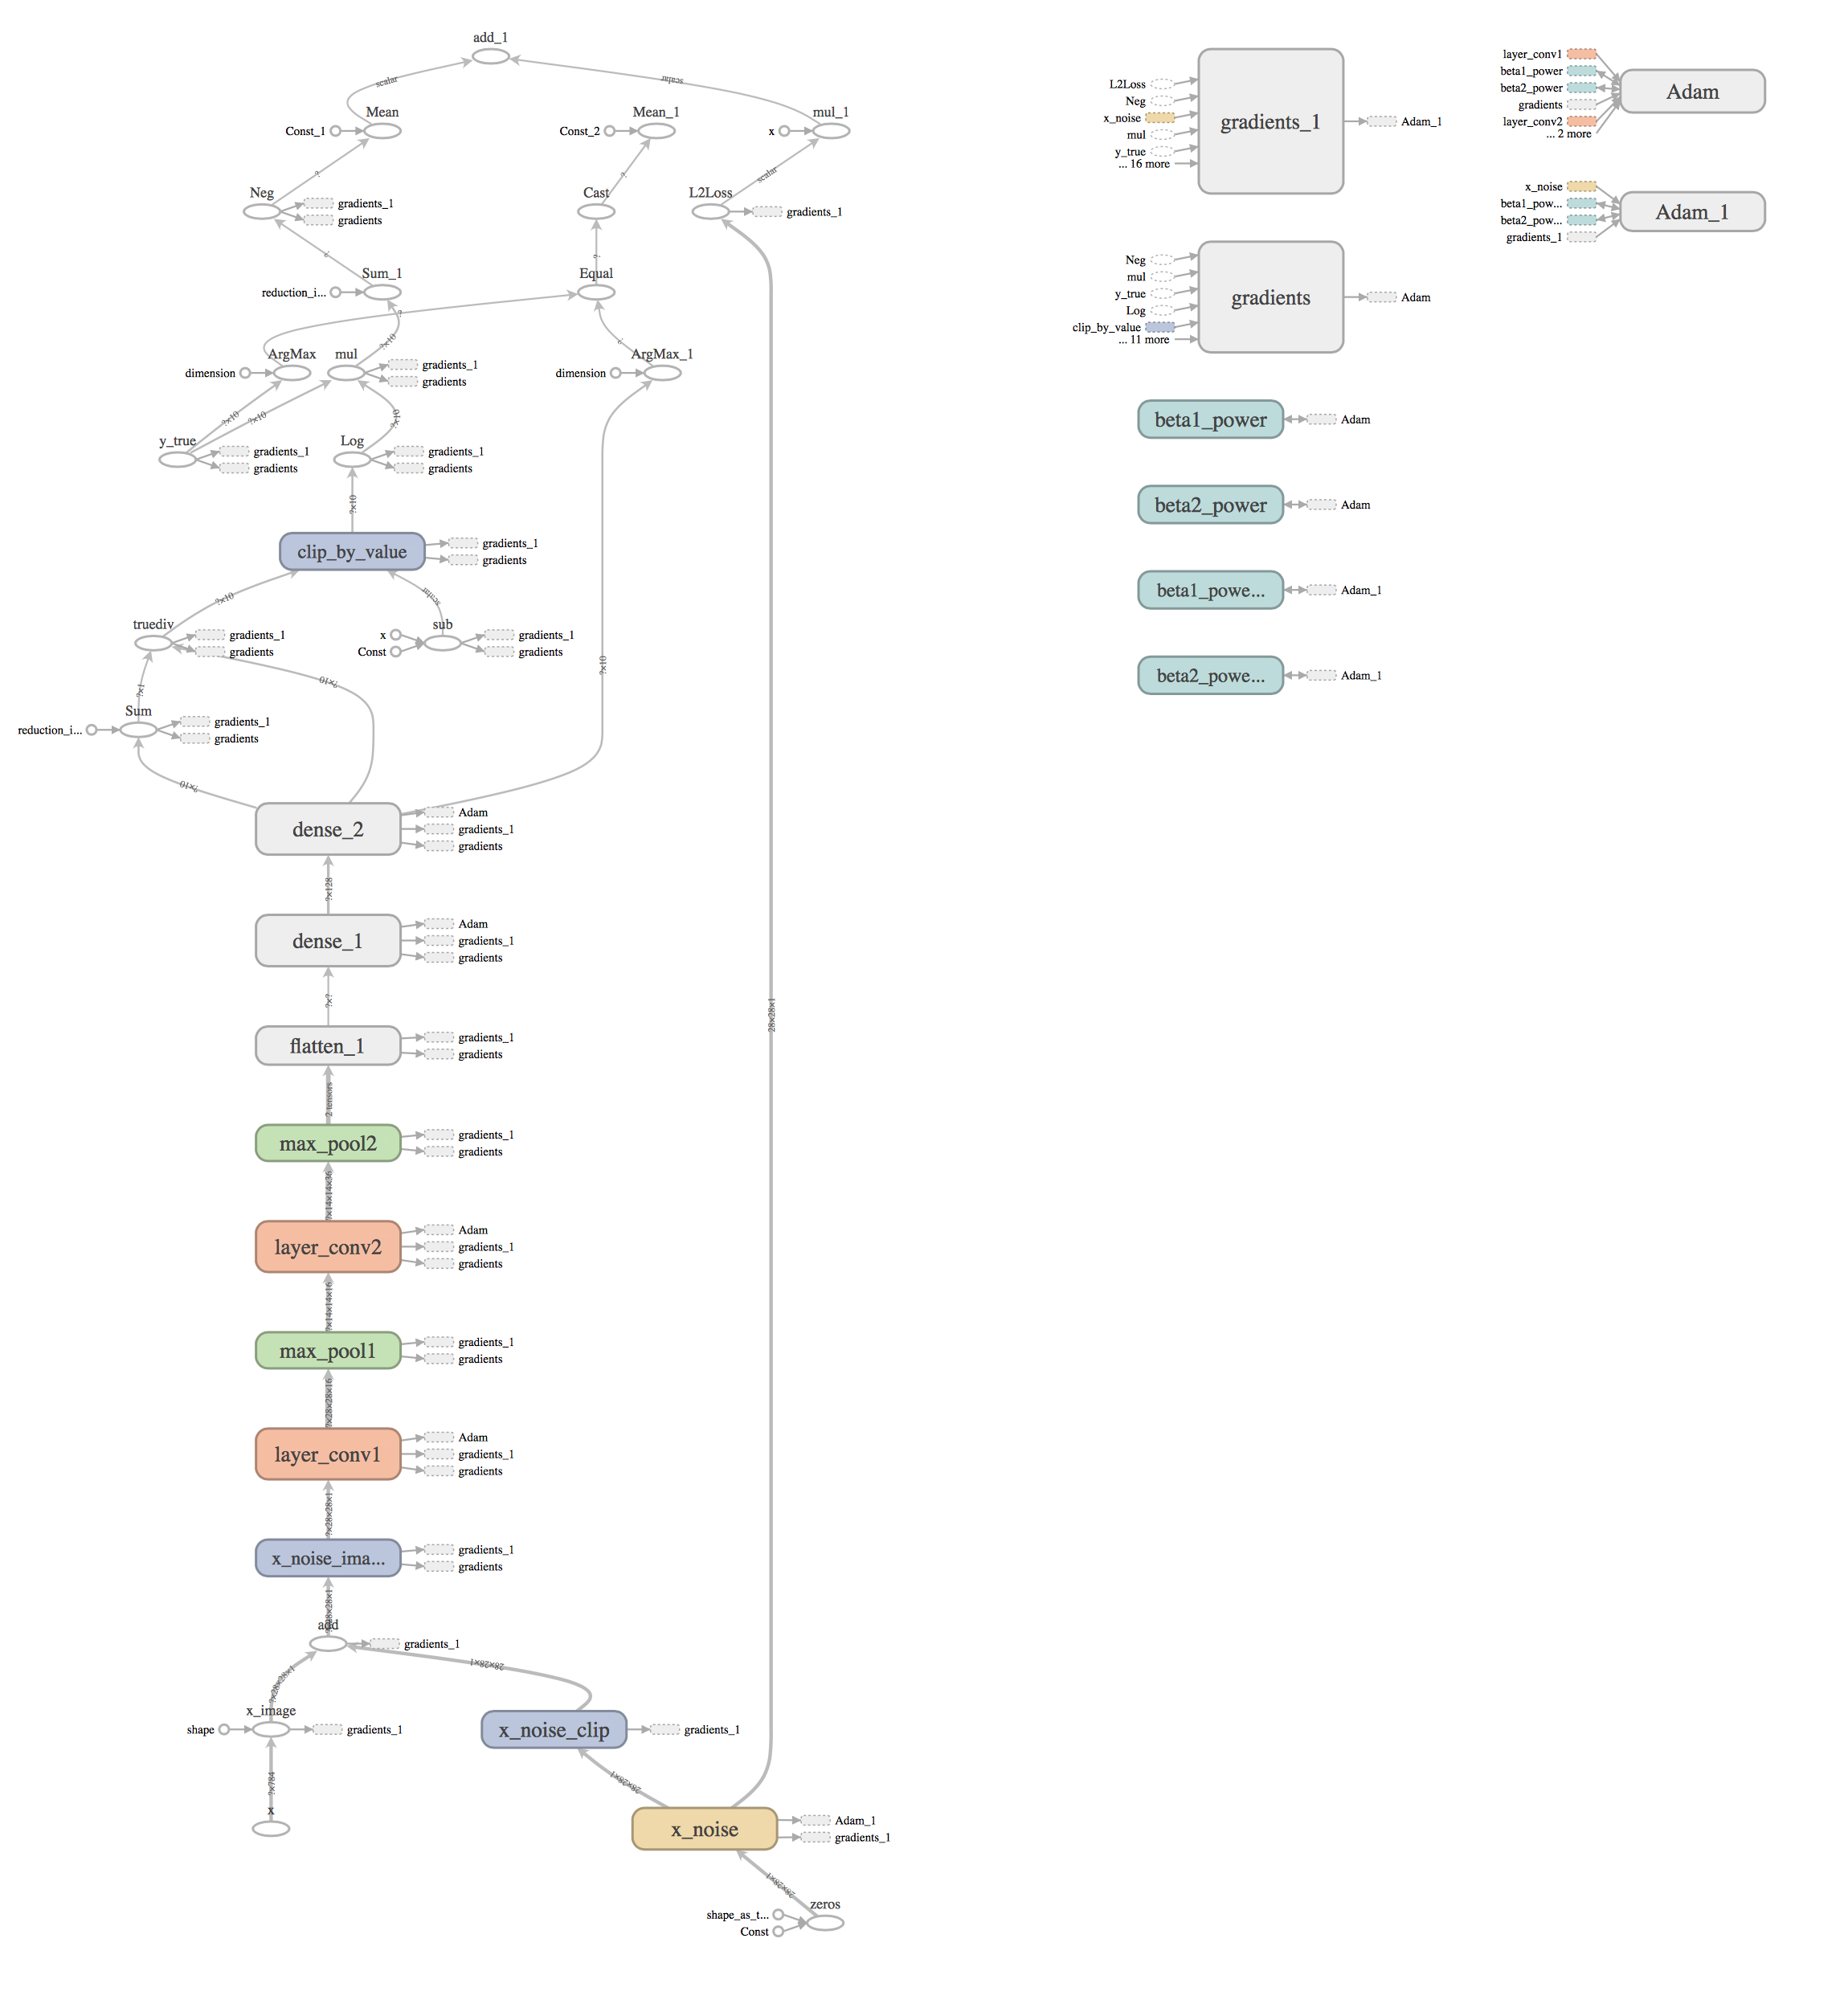 add_1
scalar
scalar
Mean
Const_1
Mean_1
Const_2
mul_1
x
?
?
scalar
Neg
gradients_1
gradients
Cast
L2Loss
gradients_1
?
?
Sum_1
reduction_i...
Equal
?
?x10
?
ArgMax
dimension
mul
gradients_1
gradients
ArgMax_1
dimension
?x10
?x10
?x10
y_true
gradients_1
gradients
Log
gradients_1
gradients
?x10
clip_by_value
gradients_1
gradients
?x10
scalar
truediv
gradients_1
gradients
x
Const
sub
gradients_1
gradients
?x10
?x1
?x10
Sum
reduction_i...
gradients_1
gradients
?x10
dense_2
Adam
gradients_1
gradients
?x128
dense_1
Adam
gradients_1
gradients
?x?
28x28x1
flatten_1
gradients_1
gradients
2 tensors
max_pool2
gradients_1
gradients
?x14x14x36
layer_conv2
Adam
gradients_1
gradients
?x14x14x16
max_pool1
gradients_1
gradients
?x28x28x16
layer_conv1
Adam
gradients_1
gradients
?x28x28x1
x_noise_ima...
gradients_1
gradients
?x28x28x1
add
gradients_1
?x28x28x1
28x28x1
x_image
shape
gradients_1
x_noise_clip
gradients_1
?x784
28x28x1
x
x_noise
Adam_1
gradients_1
28x28x1
zeros
shape_as_t...
Const
gradients_1
L2Loss
Neg
x_noise
mul
y_true
... 16 more
Adam_1
gradients
Neg
mul
y_true
Log
clip_by_value
... 11 more
Adam
beta1_power
Adam
beta2_power
Adam
beta1_powe...
Adam_1
beta2_powe...
Adam_1
layer_conv1
beta1_power
beta2_power
gradients
layer_conv2
... 2 more
Adam
x_noise
beta1_pow...
beta2_pow...
gradients_1
Adam_1